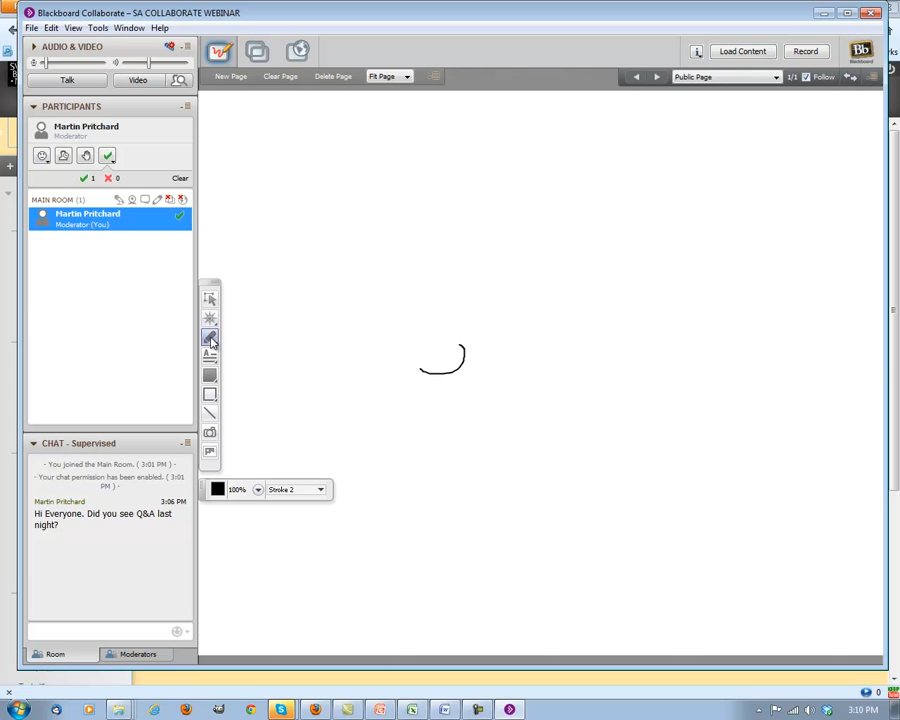 Blackboard Collaborate – SA COLLABORATE WEBINAR
File Edit View Tools Window Help
AUDIO & VIDEO
Talk Video
PARTICIPANTS
Martin Pritchard
Moderator
1 0 Clear
MAIN ROOM (1)
Martin Pritchard
Moderator (You)
CHAT - Supervised
- You joined the Main Room. ( 3:01 PM ) -
- Your chat permission has been enabled. ( 3:01
PM ) -
Martin Pritchard 3:06 PM
Hi Everyone. Did you see Q&A last
night?
Room Moderators
i Load Content Record
Bb
Blackboard
New Page Clear Page Delete Page Fit Page Public Page 1/1 Follow
A
100% Stroke 2
0
3:10 PM